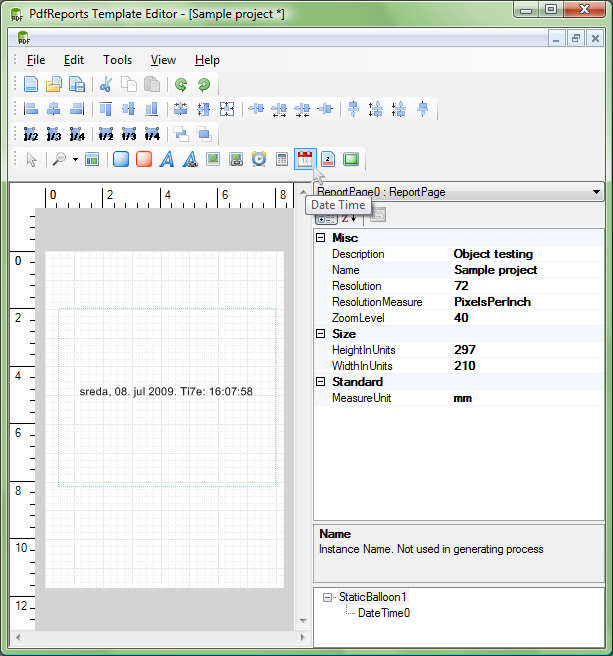 PdfReports Template Editor - [Sample project *]
File Edit Tools View Help
1/2 1/3 1/4 1/2 1/3 1/4
0 2 4 6 8
ReportPage0 : ReportPage
Date Time
0
2
4
6
8
10
12
sreda, 08. jul 2009. Ti7e: 16:07:58
Misc
Description Object testing
Name Sample project
Resolution 72
ResolutionMeasure PixelsPerInch
ZoomLevel 40
Size
HeightInUnits 297
WidthInUnits 210
Standard
MeasureUnit mm
Name
Instance Name. Not used in generating process
StaticBalloon1
DateTime0